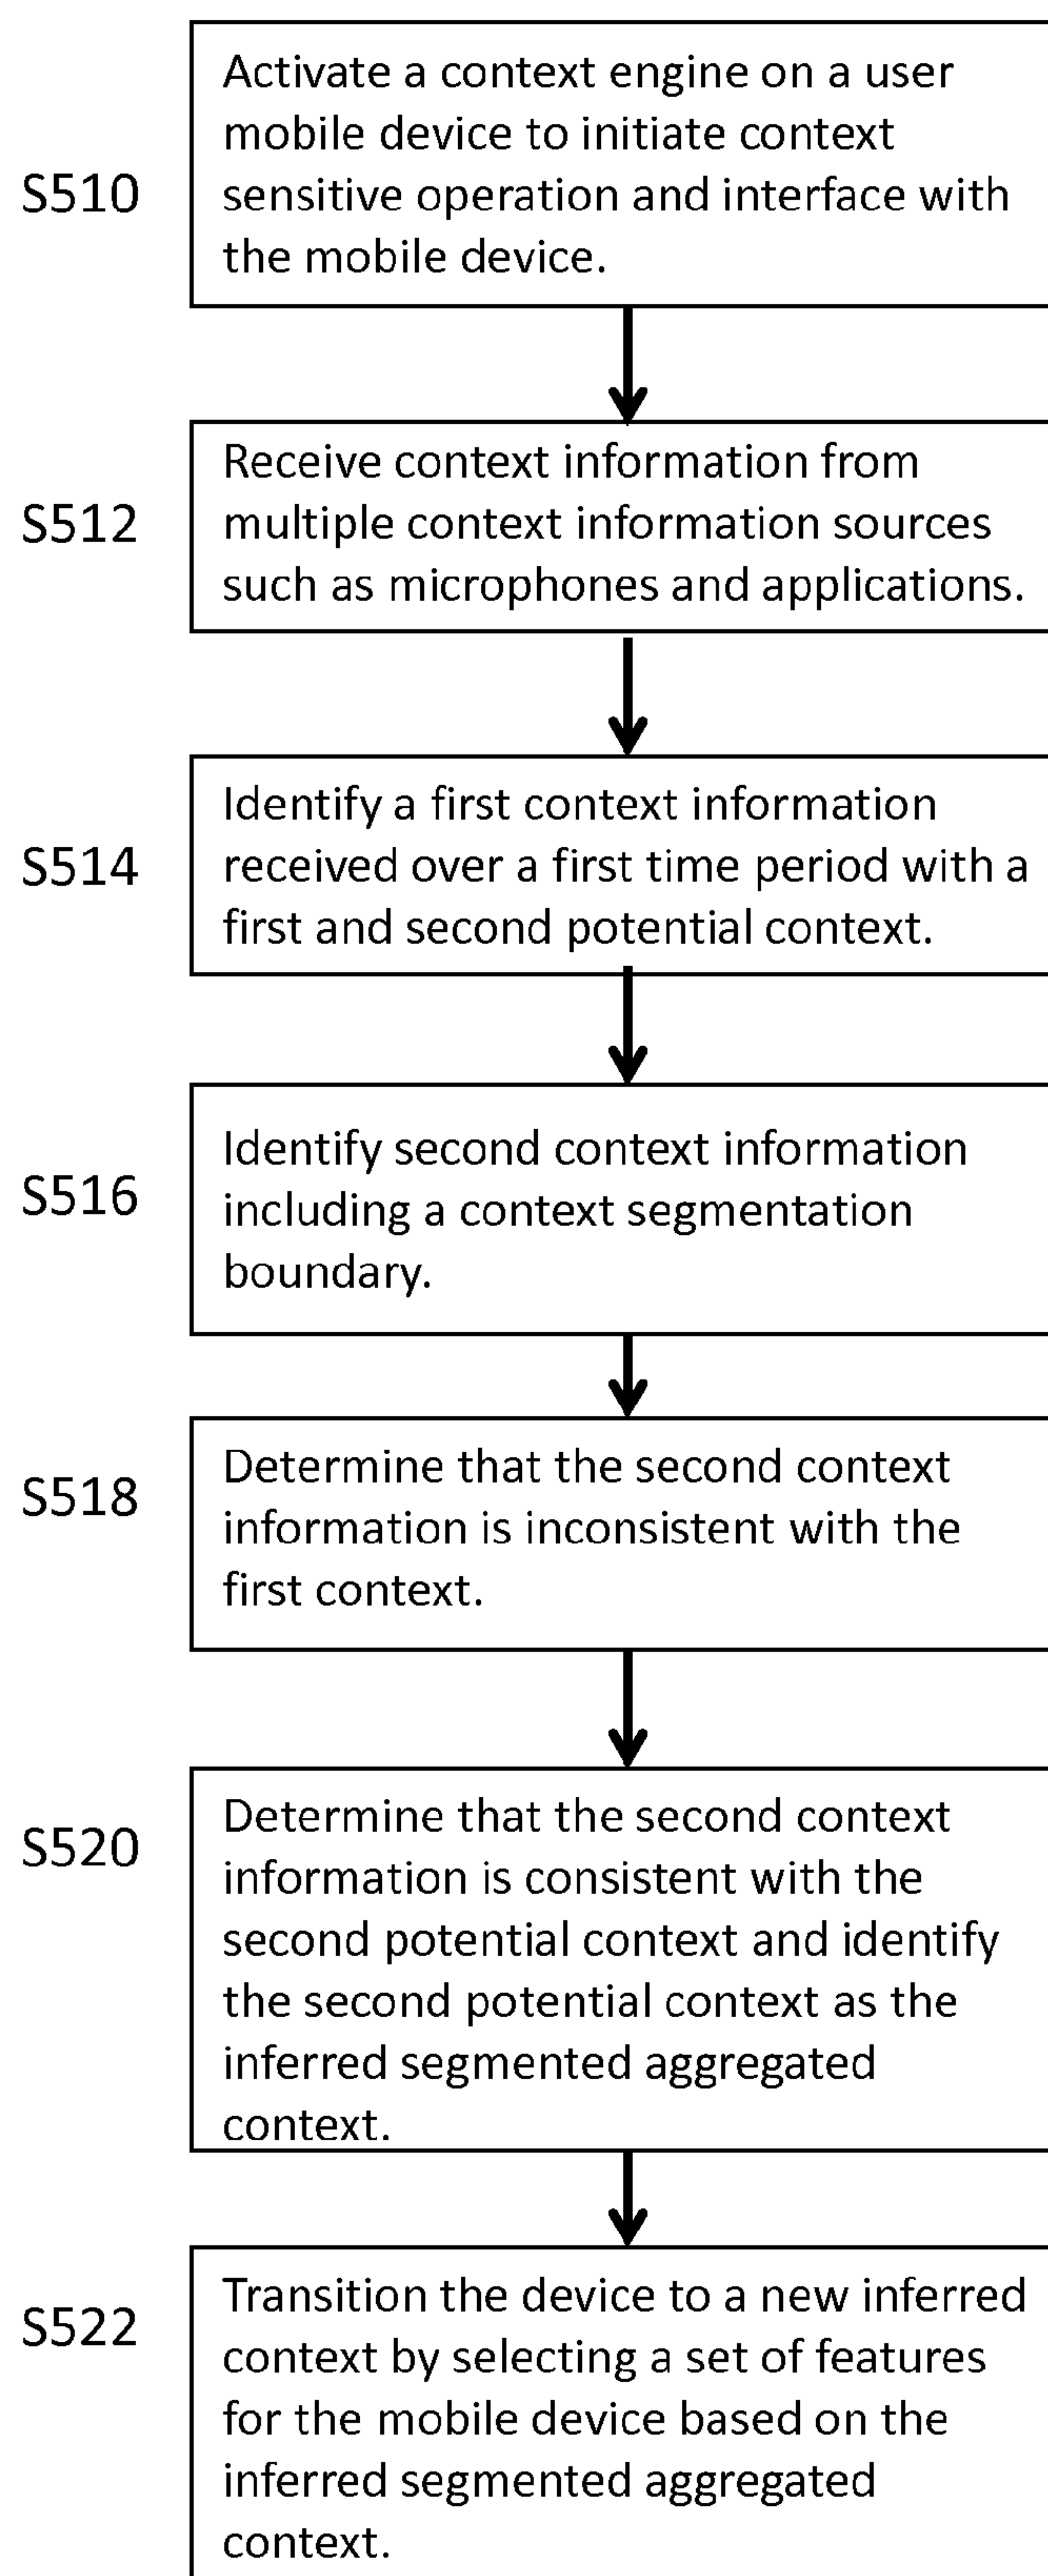 Activate a context engine on a user
mobile device to initiate context
S510
sensitive operation and interface with
the mobile device.
Receive context information from
S512
multiple context information sources
such as microphones and applications.
Identify a first context information
S514
received over a first time period with a
first and second potential context.
Identify second context information
S516
including a context segmentation
boundary.
Determine that the second context
S518
information is inconsistent with the
first context.
Determine that the second context
S520
information is consistent with the
second potential context and identify
the second potential context as the
inferred segmented aggregated
context.
Transition the device to a new inferred
S522
context by selecting a set of features
for the mobile device based on the
inferred segmented aggregated
context.